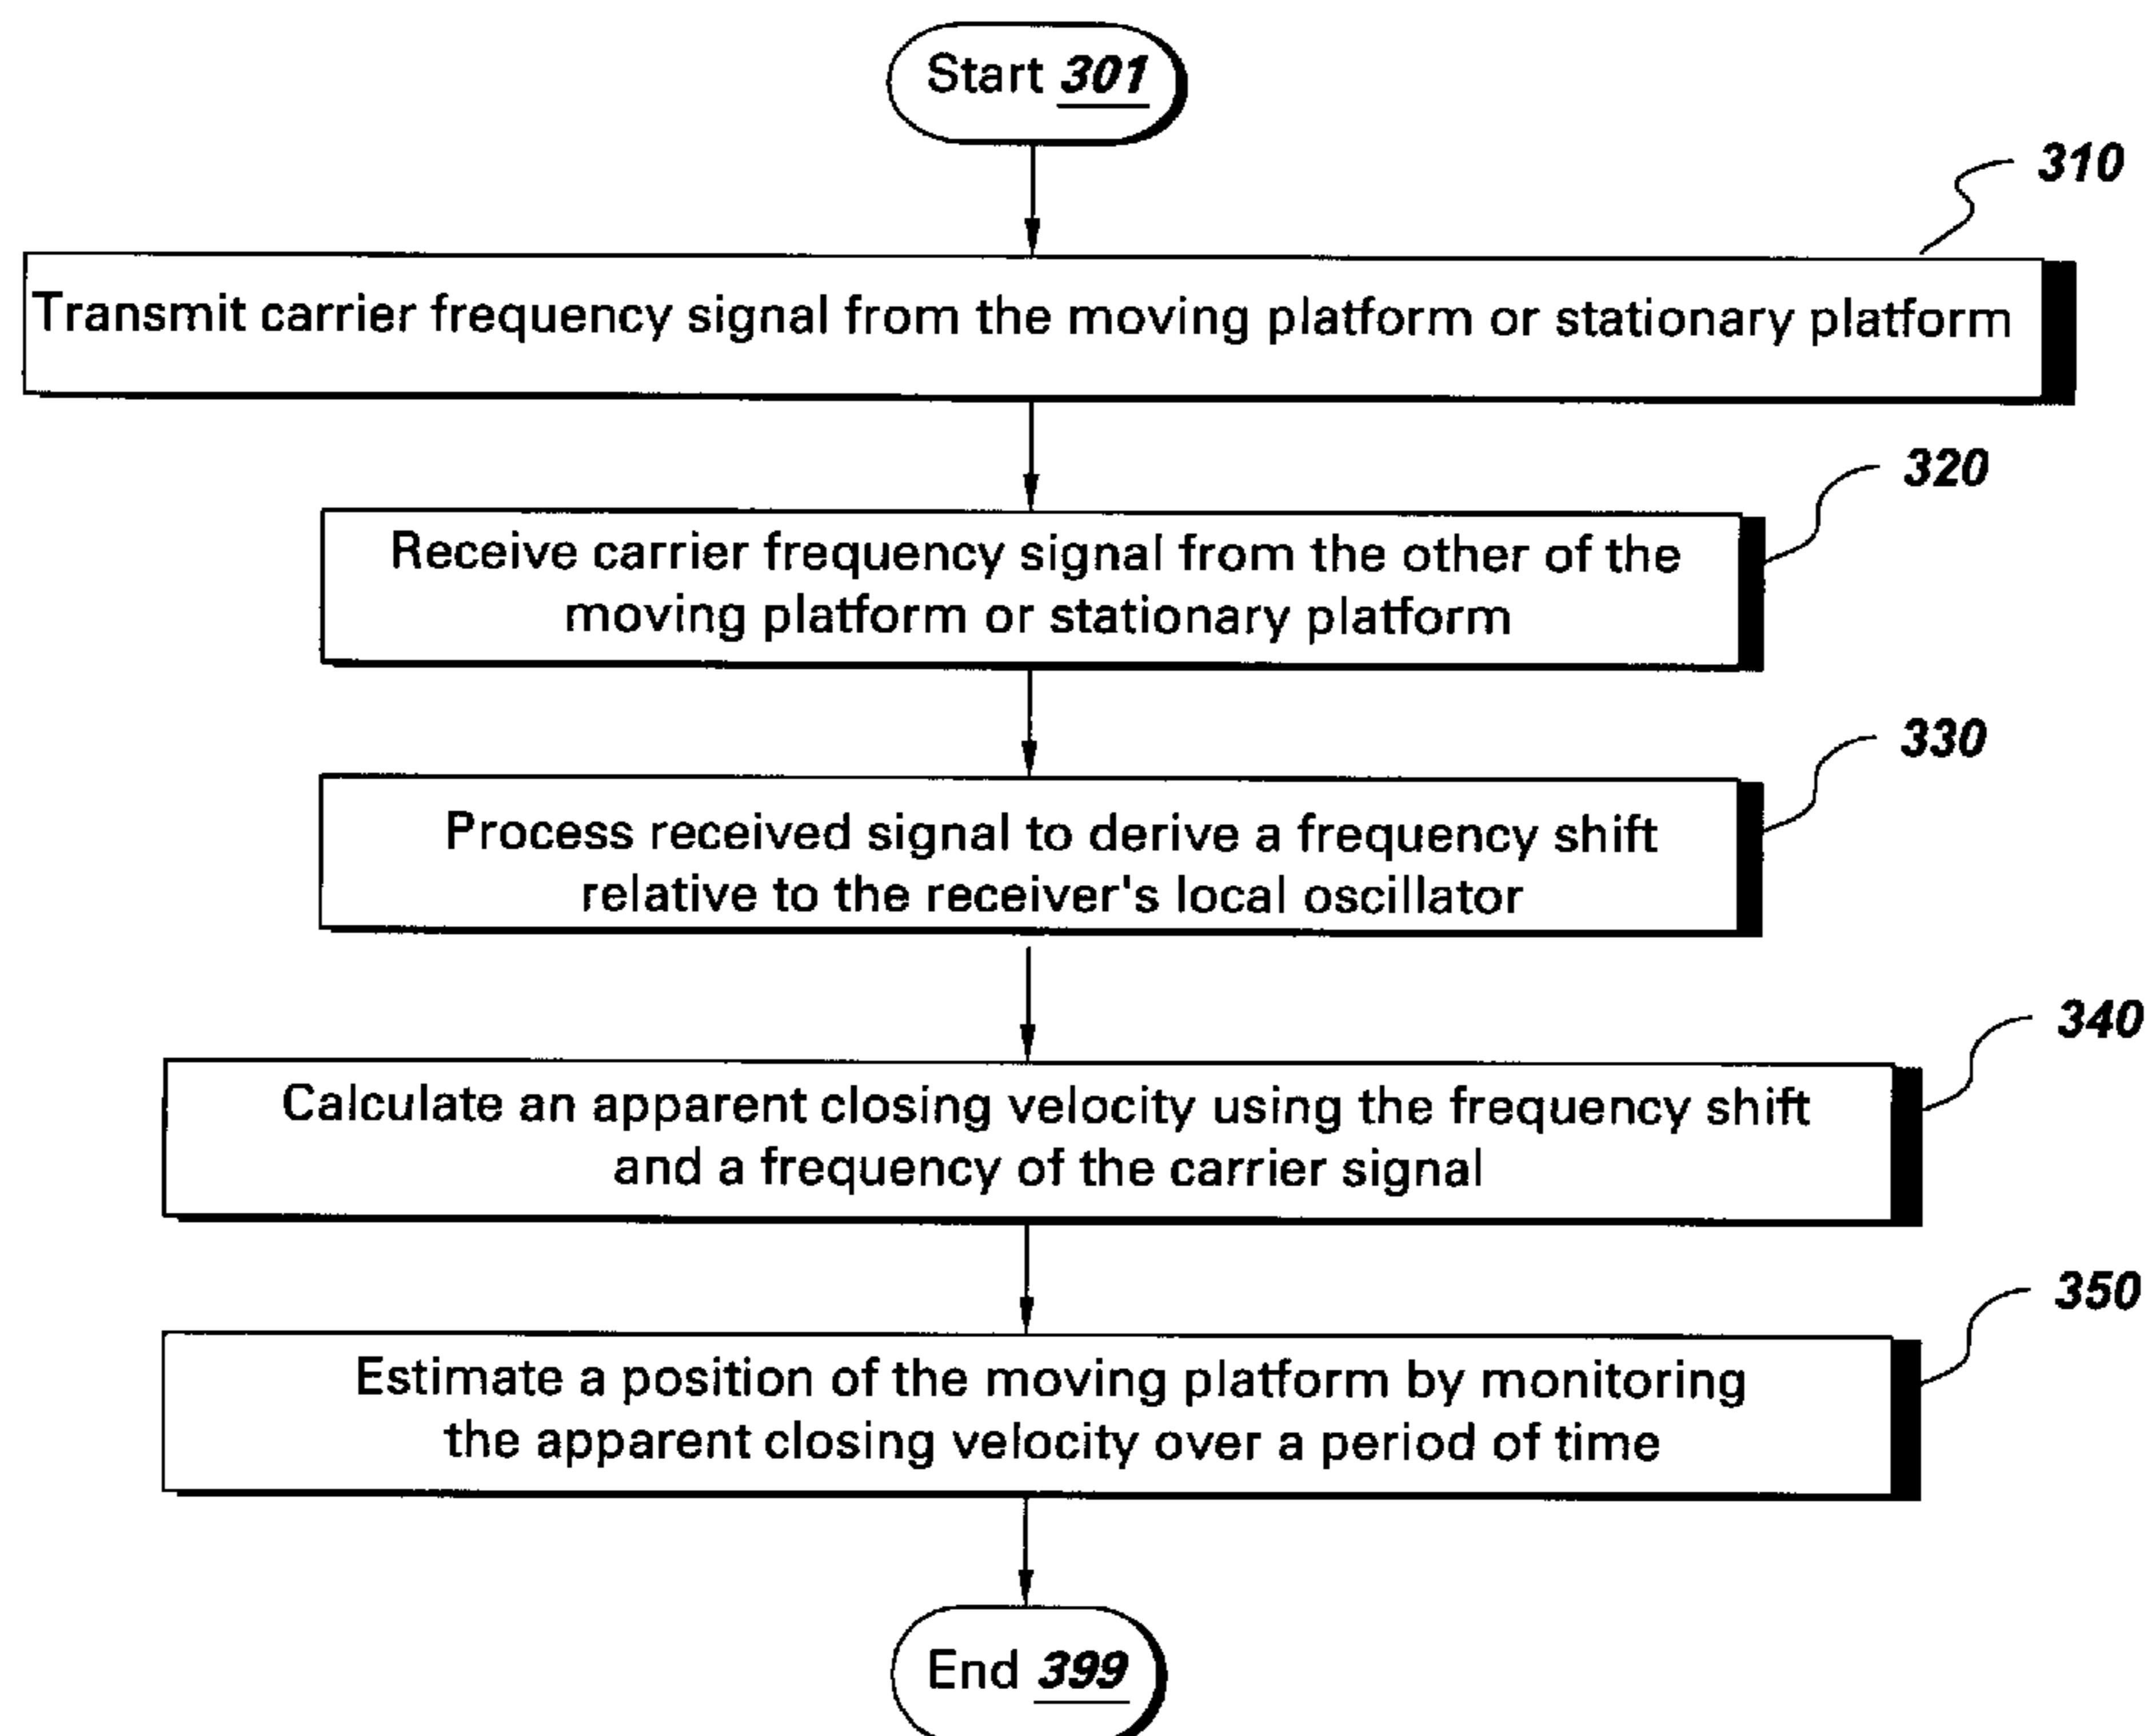 Start 301
310
Transmit carrier frequency signal from the moving platform or stationary platform
320
Receive carrier frequency signal from the other of the
moving platform or stationary platform
330
Process received signal to derive a frequency shift
relative to the receiver's local oscillator
340
Calculate an apparent closing velocity using the frequency shift
and a frequency of the carrier signal
350
Estimate a position of the moving platform by monitoring
the apparent closing velocity over a period of time
End 399